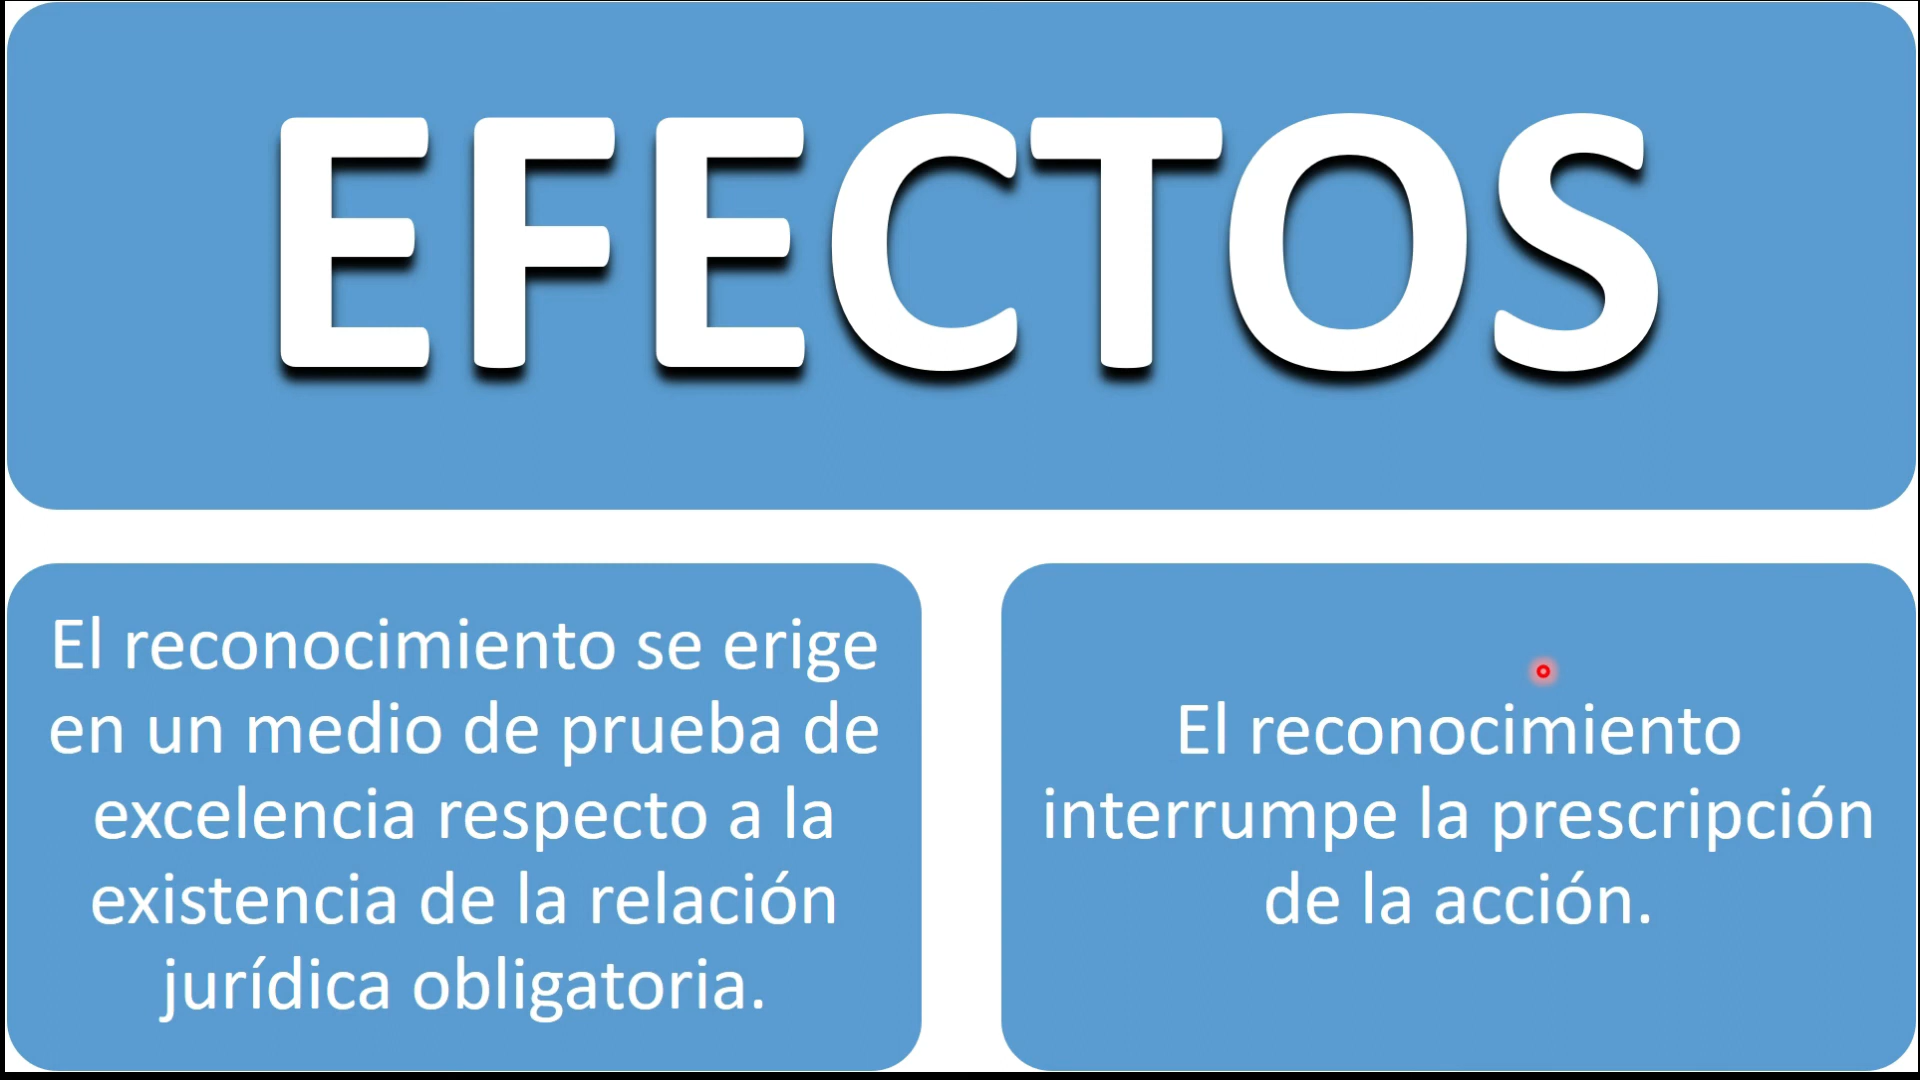 EFECTOS
El reconocimiento se erige
en un medio de prueba de
excelencia respecto a la
existencia de la relación
jurídica obligatoria.
El reconocimiento
interrumpe la prescripción
de la acción.